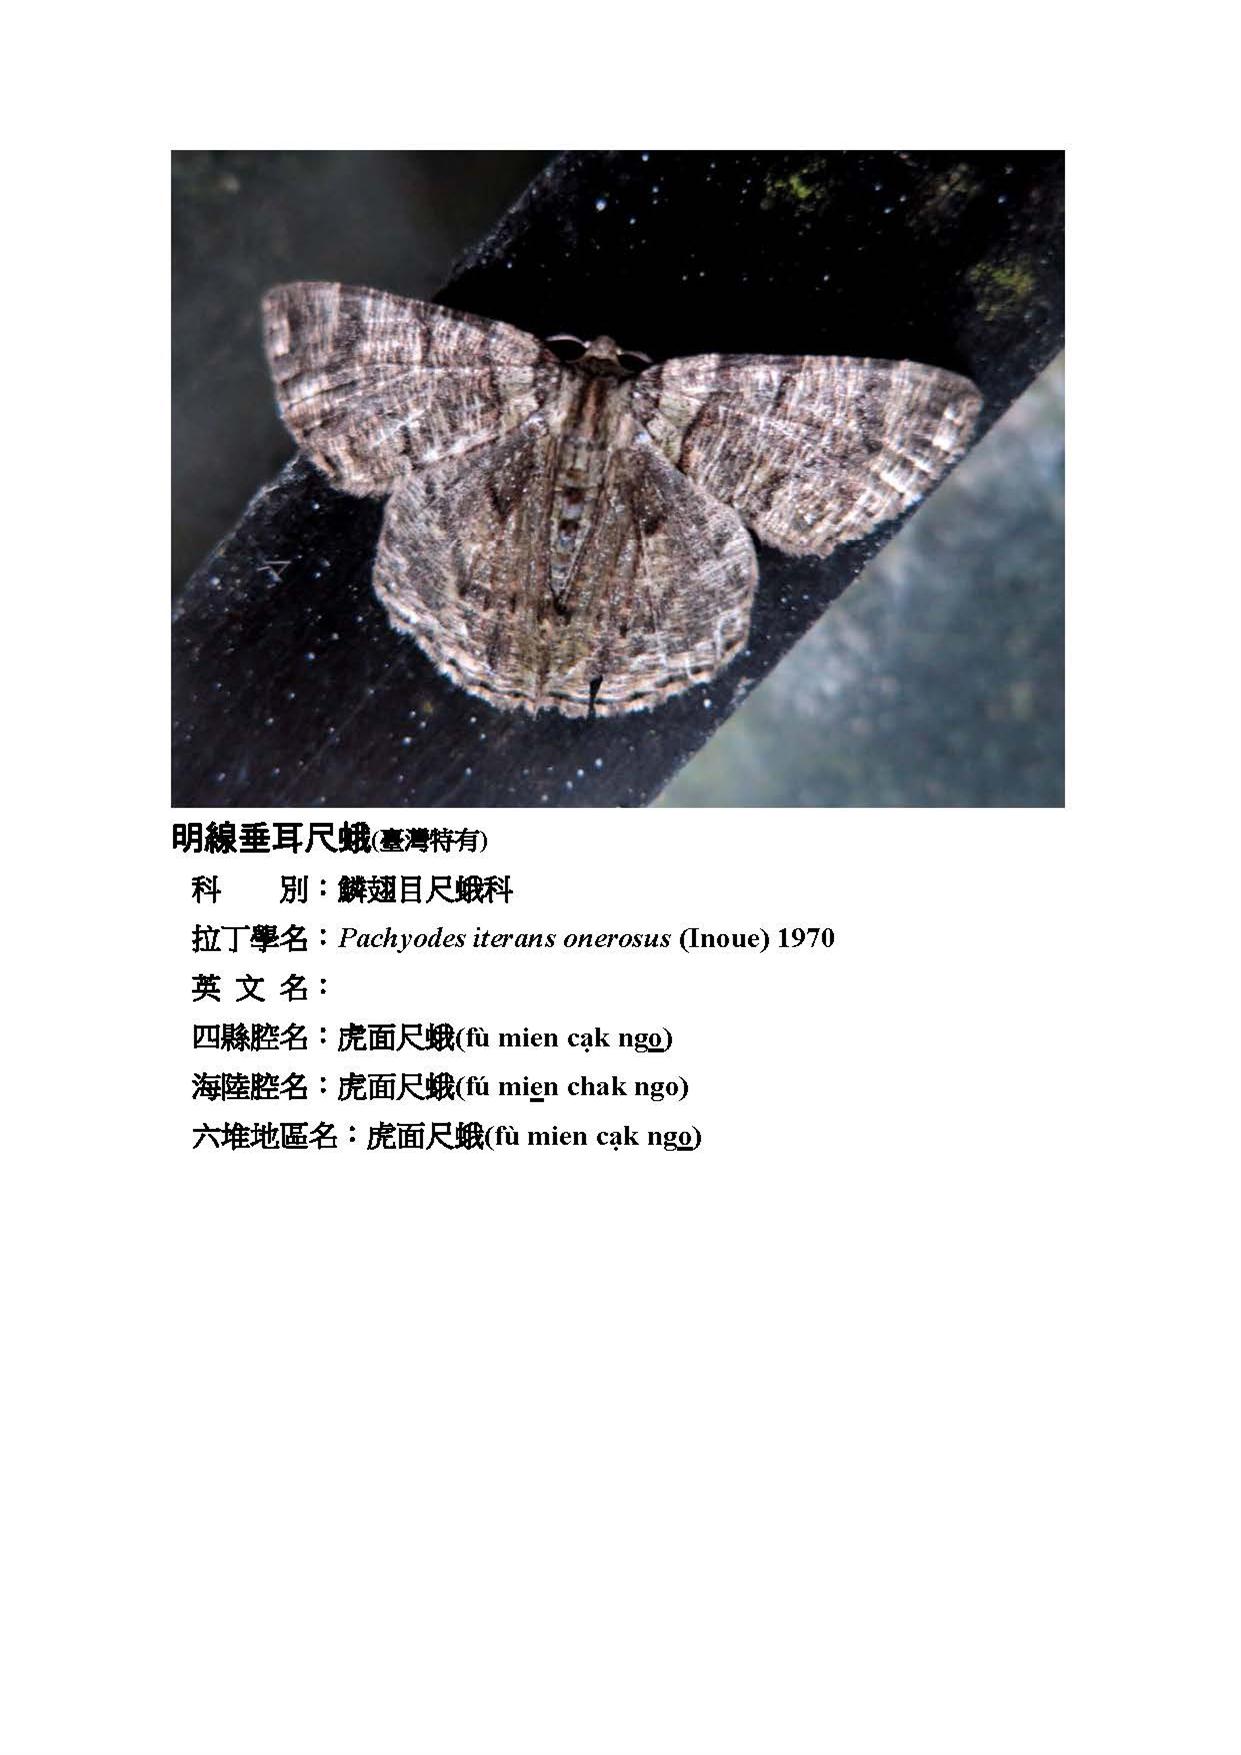 明線垂耳尺蛾(臺灣特有)
科　　別：鱗翅目尺蛾科
拉丁學名：Pachyodes iterans onerosus (Inoue) 1970
英 文 名：
四縣腔名：虎面尺蛾(fù mien cạk ngo)
海陸腔名：虎面尺蛾(fú mien chak ngo)
六堆地區名：虎面尺蛾(fù mien cạk ngo)